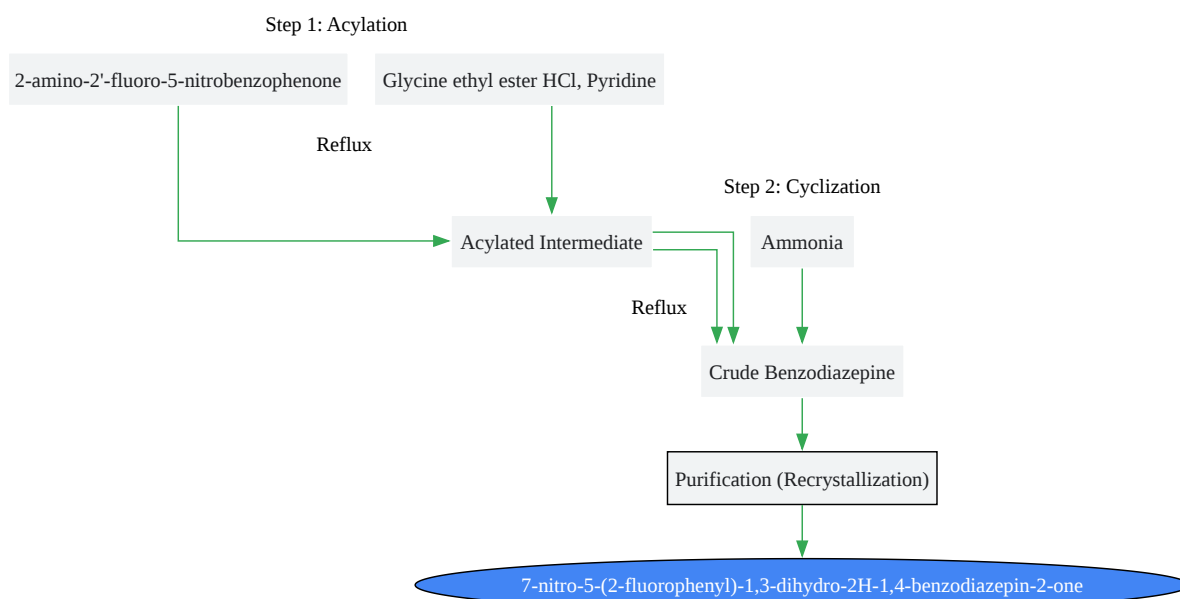 Step 1: Acylation
2-amino-2'-fluoro-5-nitrobenzophenone
Glycine ethyl ester HCl, Pyridine
Reflux
Step 2: Cyclization
Acylated Intermediate
Ammonia
Reflux
Crude Benzodiazepine
Purification (Recrystallization)
7-nitro-5-(2-fluorophenyl)-1,3-dihydro-2H-1,4-benzodiazepin-2-one